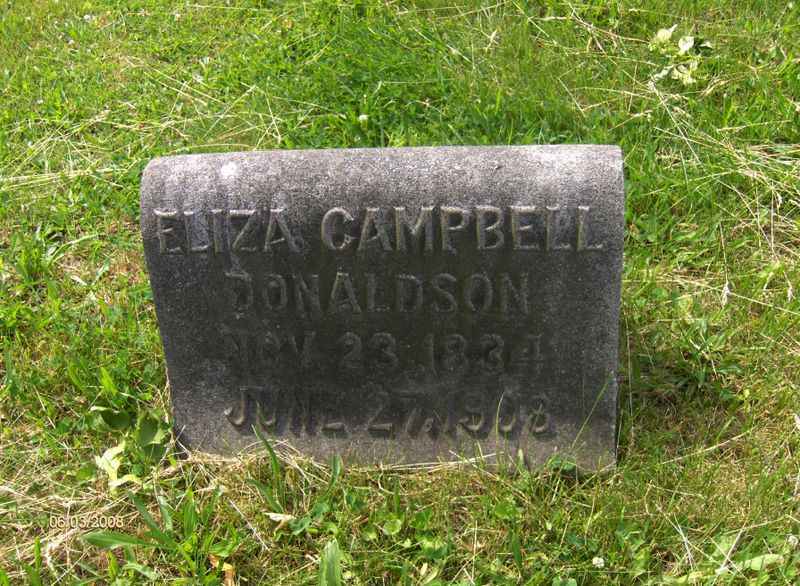 ELIZA CAMPBELL
DONALDSON
NOV. 23, 1834
JUNE 27, 1908
06/03/2008